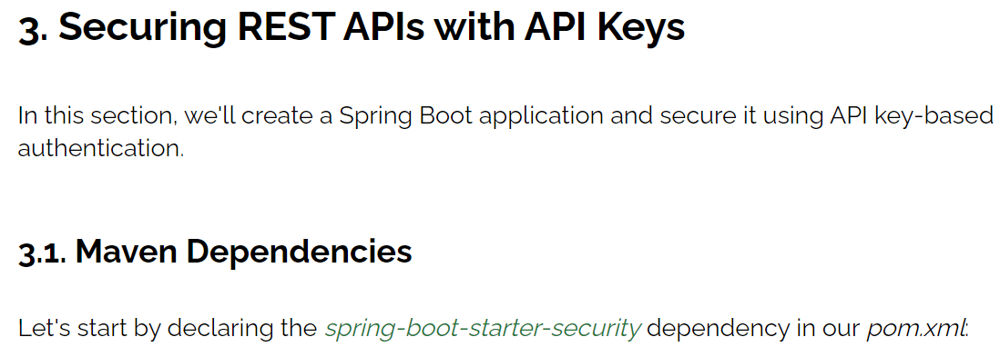 3. Securing REST APIs with API Keys
In this section, we'll create a Spring Boot application and secure it using API key-based
authentication.
3.1. Maven Dependencies
Let's start by declaring the spring-boot-starter-security dependency in our pom.xml: